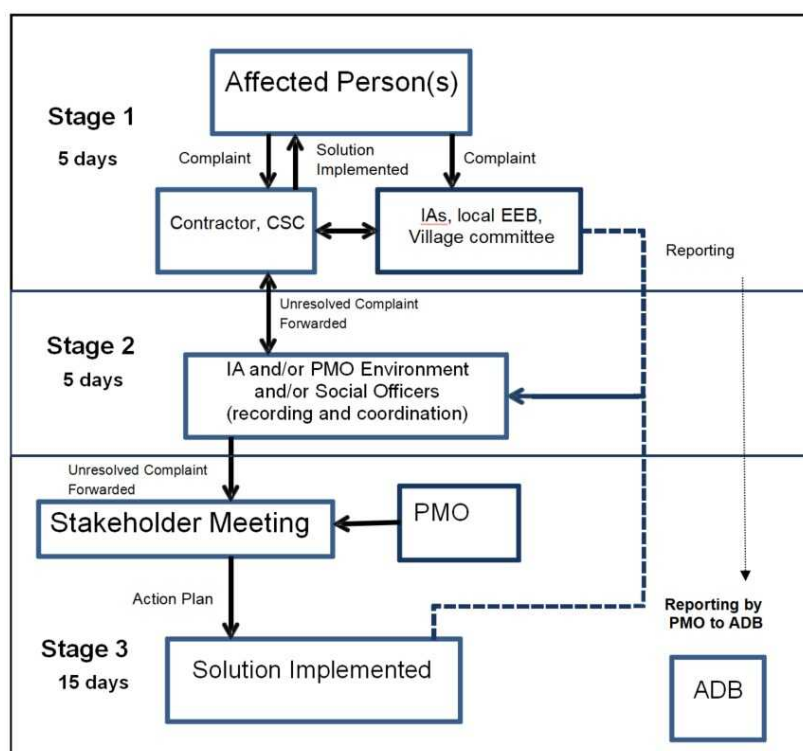 Affected Person(s)
Stage 1
5 days
Complaint
Solution
Implemented
Complaint
Contractor, CSC
IAs, local EEB,
Village committee
Reporting
Unresolved Complaint
Forwarded
Stage 2
5 days
IA and/or PMO Environment
and/or Social Officers
(recording and coordination)
Unresolved Complaint
Forwarded
Stakeholder Meeting
PMO
Action Plan
Reporting by
PMO to ADB
Stage 3
15 days
Solution Implemented
ADB